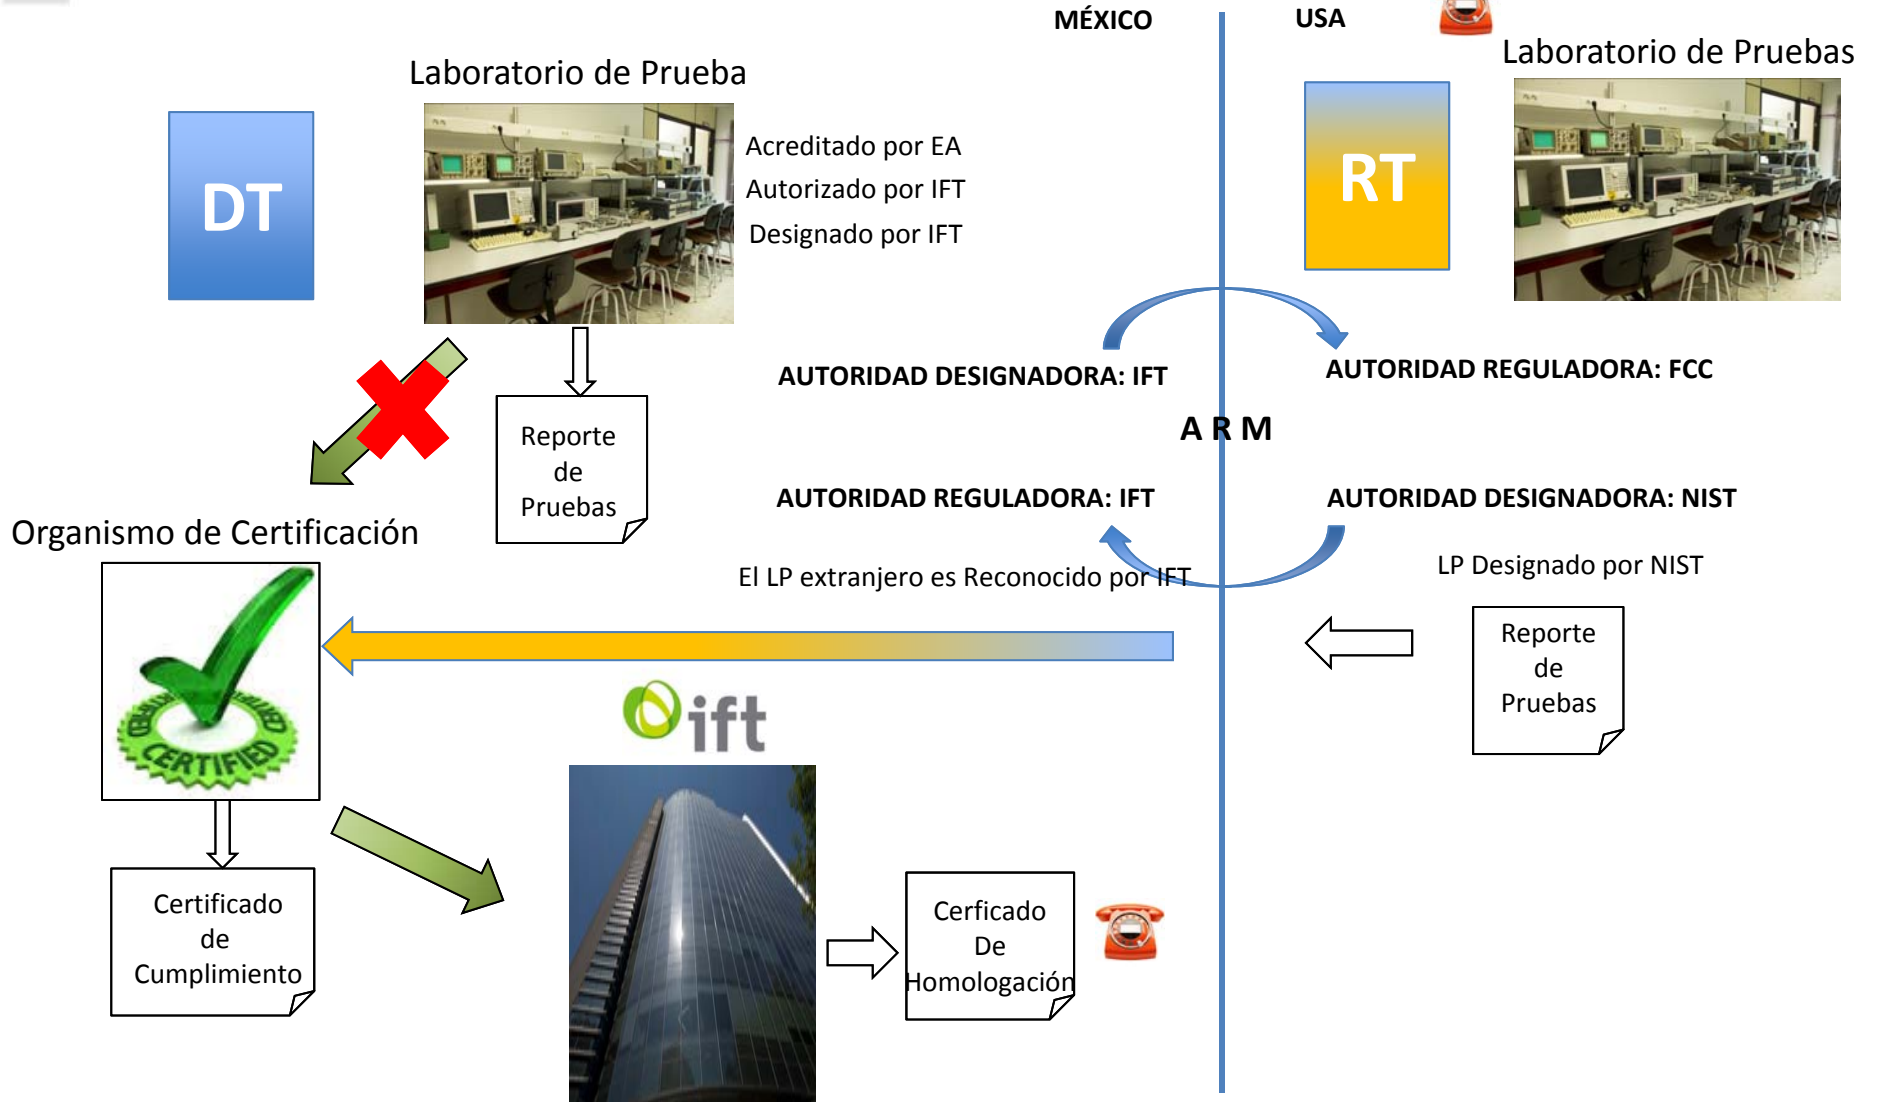 MÉXICO
USA
Laboratorio de Prueba
Laboratorio de Pruebas
DT
Acreditado por EA
Autorizado por IFT
Designado por IFT
RT
AUTORIDAD DESIGNADORA: IFT
AUTORIDAD REGULADORA: FCC
A R M
Reporte
de
Pruebas
AUTORIDAD REGULADORA: IFT
AUTORIDAD DESIGNADORA: NIST
Organismo de Certificación
El LP extranjero es Reconocido por IFT
LP Designado por NIST
Reporte
de
Pruebas
CERTIFIED
ift
Certificado
de
Cumplimiento
Cerficado
De
Homologación